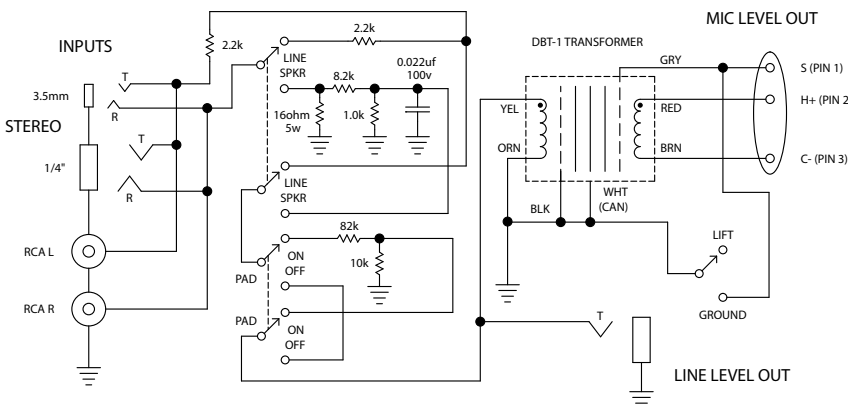 MIC LEVEL OUT
INPUTS
2.2k
2.2k
DBT-1 TRANSFORMER
LINE
SPKR
0.022uf
100v
GRY
S (PIN 1)
T
3.5mm
8.2k
R
YEL
RED
H+ (PIN 2
STEREO
16ohm
5w
1.0k
T
ORN
BRN
C- (PIN 3)
1/4"
LINE
SPKR
R
WHT
(CAN)
BLK
82k
LIFT
RCA L
ON
OFF
10k
PAD
RCA R
PAD
ON
OFF
T
GROUND
LINE LEVEL OUT